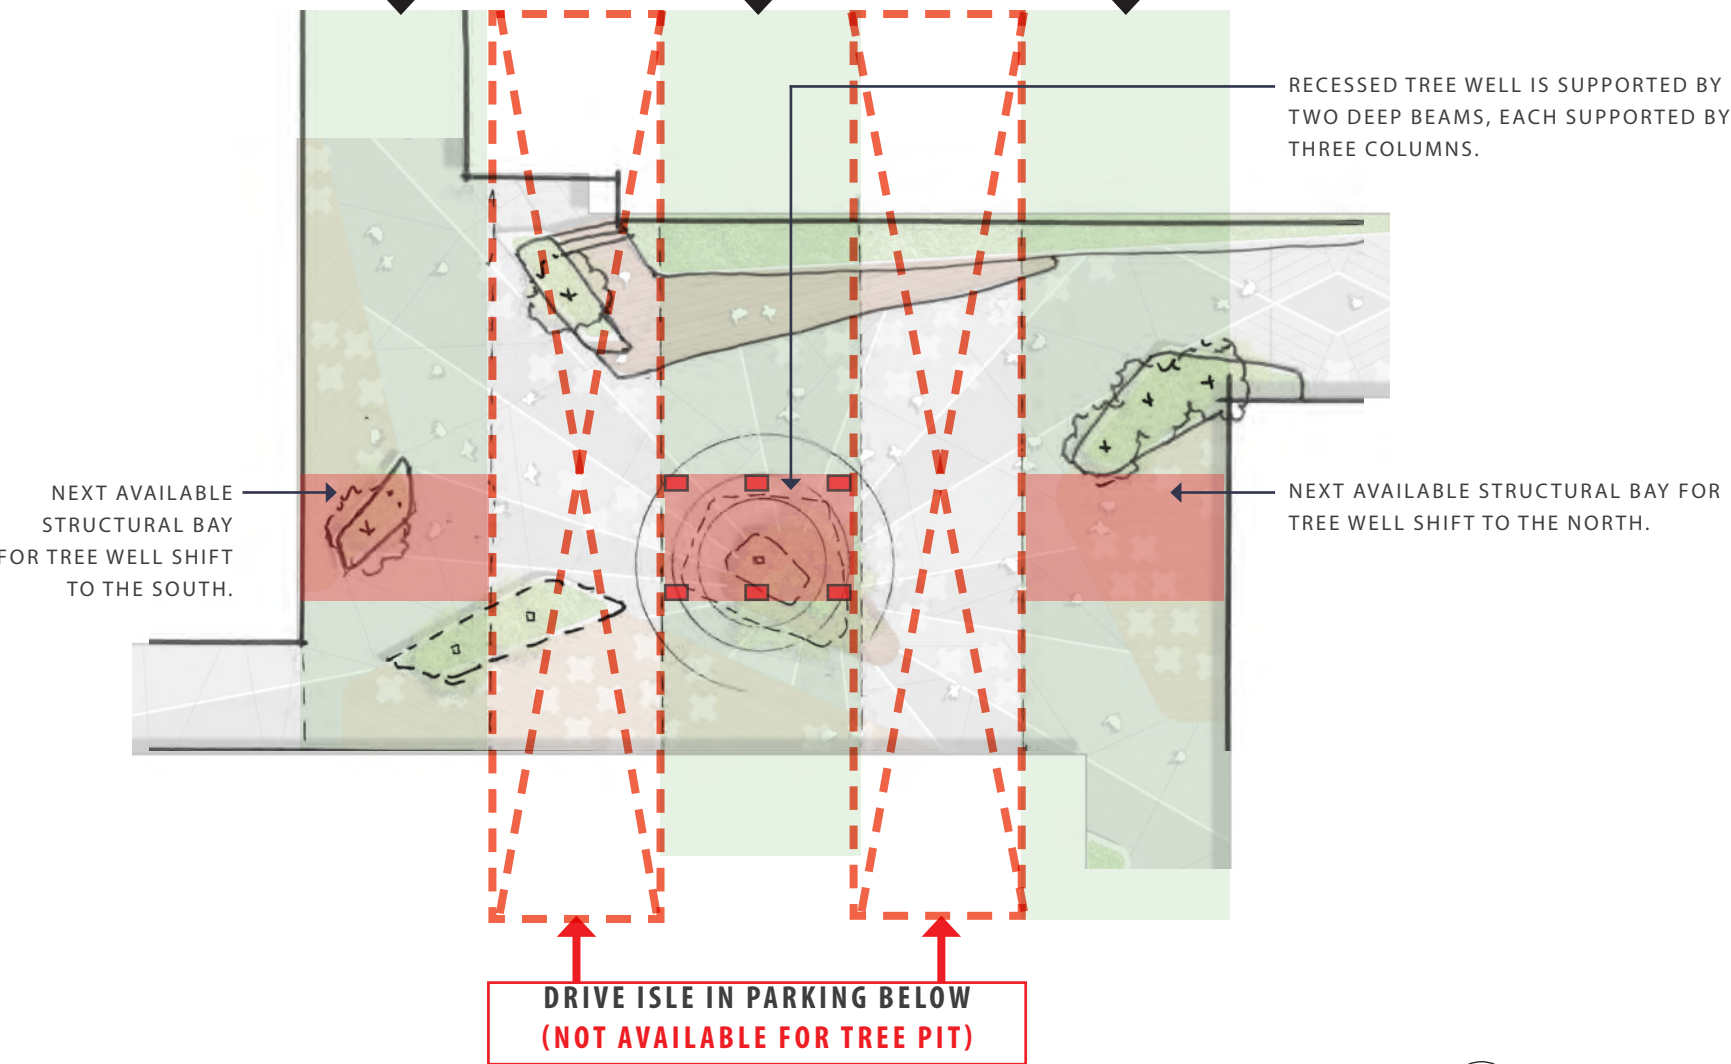 RECESSED TREE WELL IS SUPPORTED BY
TWO DEEP BEAMS, EACH SUPPORTED BY
THREE COLUMNS.
NEXT AVAILABLE
STRUCTURAL BAY
FOR TREE WELL SHIFT
TO THE SOUTH.
NEXT AVAILABLE STRUCTURAL BAY FOR
TREE WELL SHIFT TO THE NORTH.
DRIVE ISLE IN PARKING BELOW
(NOT AVAILABLE FOR TREE PIT)